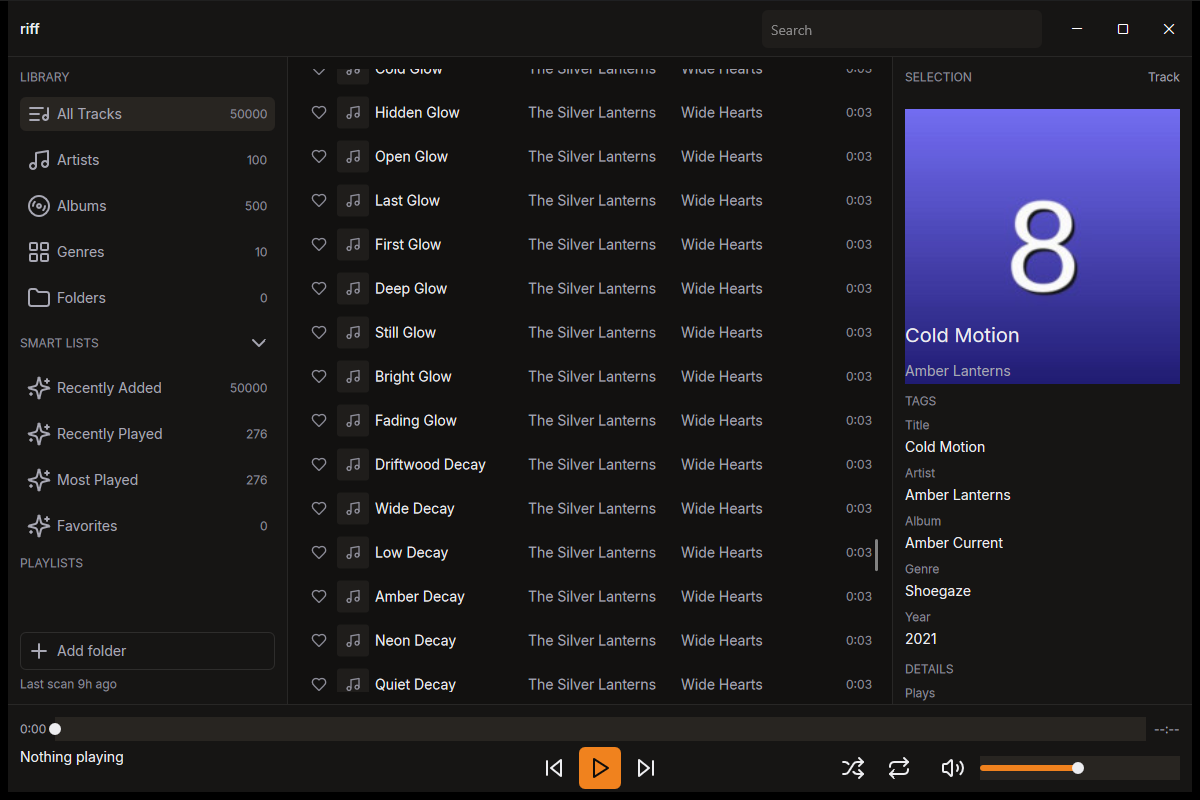 riff
Search
LIBRARY
All Tracks 50000
Artists 100
Albums 500
Genres 10
Folders 0
SMART LISTS
Recently Added 50000
Recently Played 276
Most Played 276
Favorites 0
PLAYLISTS
Add folder
Last scan 9h ago
Cold Glow The Silver Lanterns Wide Hearts 0:03
Hidden Glow The Silver Lanterns Wide Hearts 0:03
Open Glow The Silver Lanterns Wide Hearts 0:03
Last Glow The Silver Lanterns Wide Hearts 0:03
First Glow The Silver Lanterns Wide Hearts 0:03
Deep Glow The Silver Lanterns Wide Hearts 0:03
Still Glow The Silver Lanterns Wide Hearts 0:03
Bright Glow The Silver Lanterns Wide Hearts 0:03
Fading Glow The Silver Lanterns Wide Hearts 0:03
Driftwood Decay The Silver Lanterns Wide Hearts 0:03
Wide Decay The Silver Lanterns Wide Hearts 0:03
Low Decay The Silver Lanterns Wide Hearts 0:03
Amber Decay The Silver Lanterns Wide Hearts 0:03
Neon Decay The Silver Lanterns Wide Hearts 0:03
Quiet Decay The Silver Lanterns Wide Hearts 0:03
SELECTION Track
8
Cold Motion
Amber Lanterns
TAGS
Title
Cold Motion
Artist
Amber Lanterns
Album
Amber Current
Genre
Shoegaze
Year
2021
DETAILS
Plays
0:00 --:--
Nothing playing